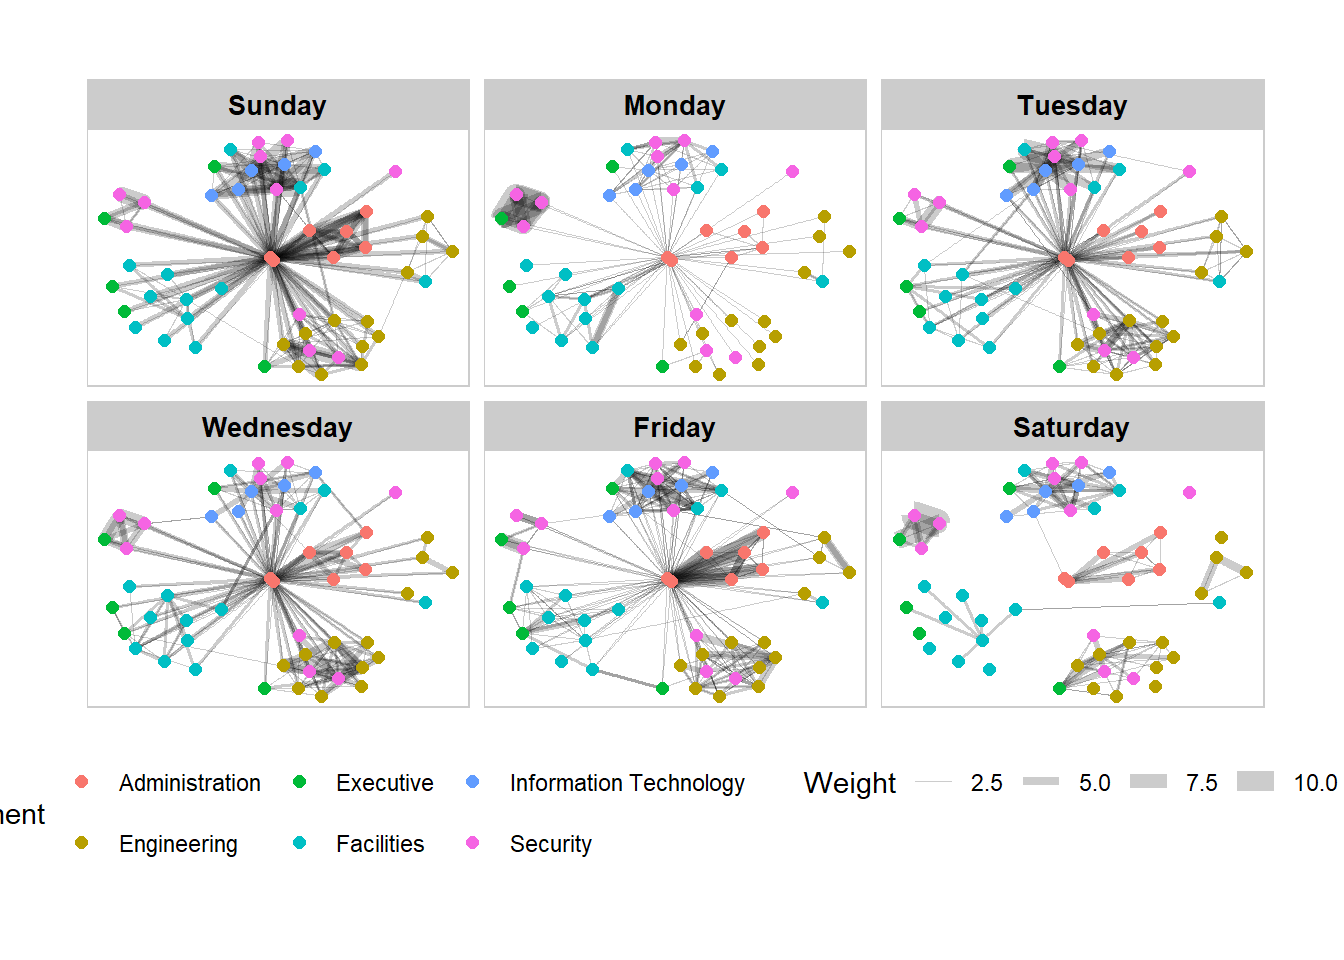 Sunday
Monday
Tuesday
Wednesday
Friday
Saturday
Administration
Executive
Information Technology
Weight
2.5
5.0
7.5
10.0
Engineering
Facilities
Security